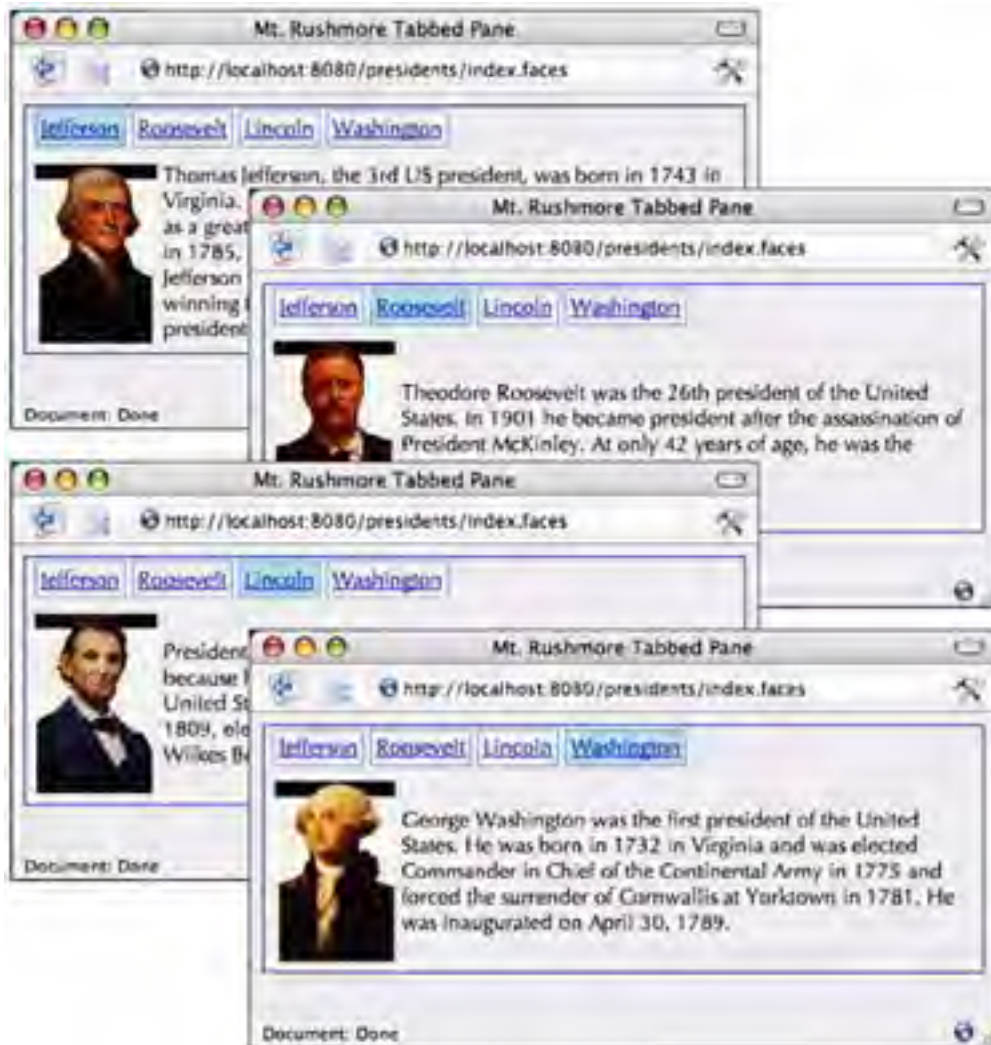 Mt. Rushmore Tabbed Pane
http://localhost:8080/presidents/index.faces
Jefferson Roosevelt Lincoln Washington
Thomas Jefferson, the 3rd US president, was born in 1743 in
Virginia.
as a great
in 1785,
Jefferson
winning
president
Document: Done
Mt. Rushmore Tabbed Pane
http://localhost:8080/presidents/index.faces
Jefferson Roosevelt Lincoln Washington
Theodore Roosevelt was the 26th president of the United
States. In 1901 he became president after the assassination of
President McKinley. At only 42 years of age, he was the
Mt. Rushmore Tabbed Pane
http://localhost:8080/presidents/index.faces
Jefferson Roosevelt Lincoln Washington
President
because
United St
1809, ele
Wilkes
Document: Done
Mt. Rushmore Tabbed Pane
http://localhost:8080/presidents/index.faces
Jefferson Roosevelt Lincoln Washington
George Washington was the first president of the United
States. He was born in 1732 in Virginia and was elected
Commander in Chief of the Continental Army in 1775 and
forced the surrender of Cornwallis at Yorktown in 1781. He
was inaugurated on April 30, 1789.
Document: Done